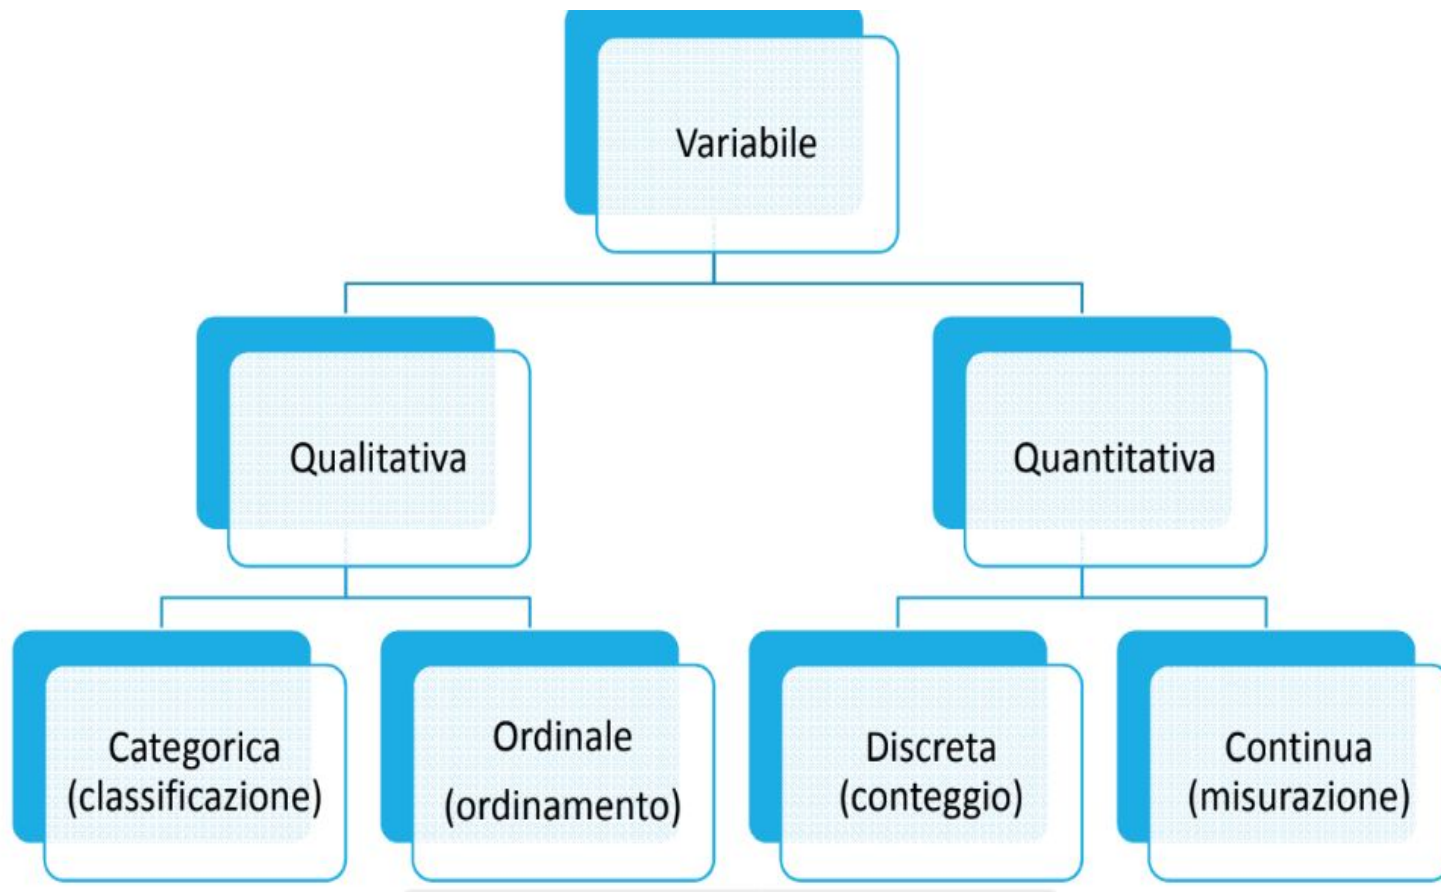 Variabile
Qualitativa
Quantitativa
Categorica
(classificazione)
Ordinale
(ordinamento)
Discreta
(conteggio)
Continua
(misurazione)